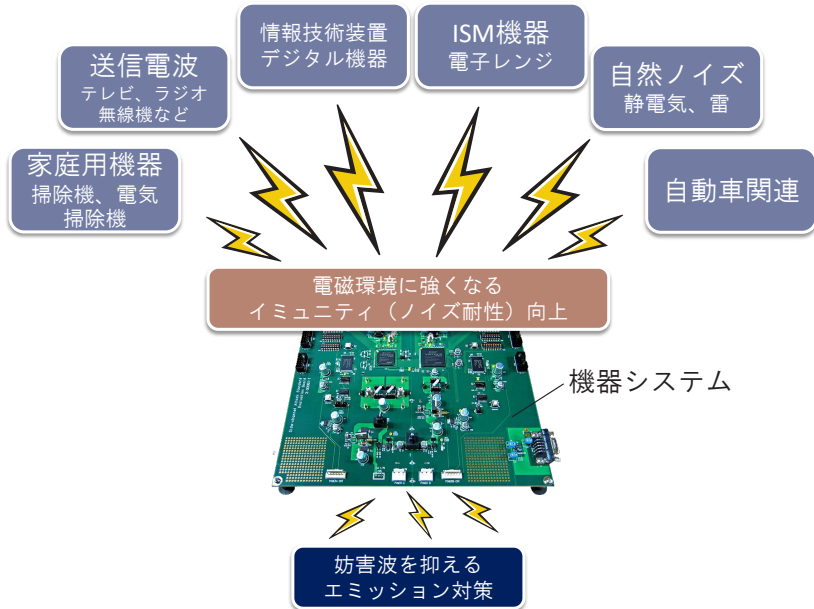 情報技術装置
デジタル機器
ISM機器
電子レンジ
送信電波
テレビ、ラジオ
無線機など
自然ノイズ
静電気、雷
家庭用機器
掃除機、電気
掃除機
自動車関連
電磁環境に強くなる
イミュニティ（ノイズ耐性）向上
機器システム
妨害波を抑える
エミッション対策